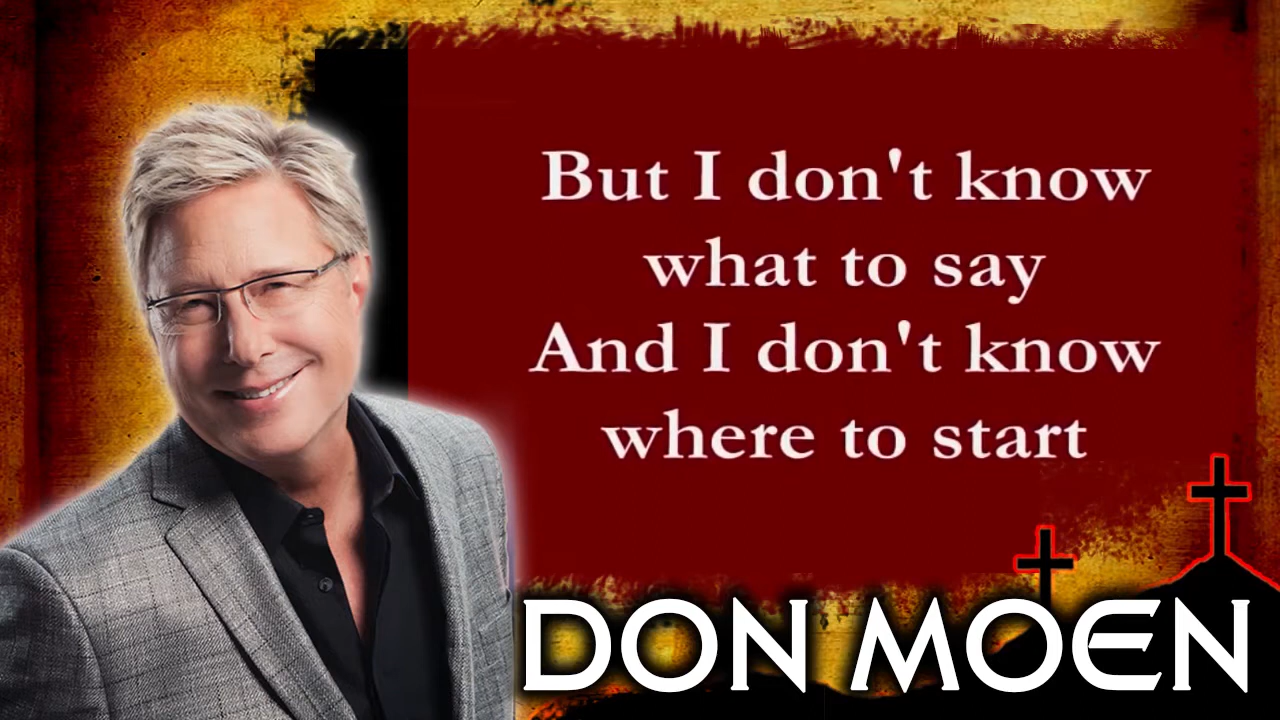 But I don't know
what to say
And I don't know
where to start
DON MOEN